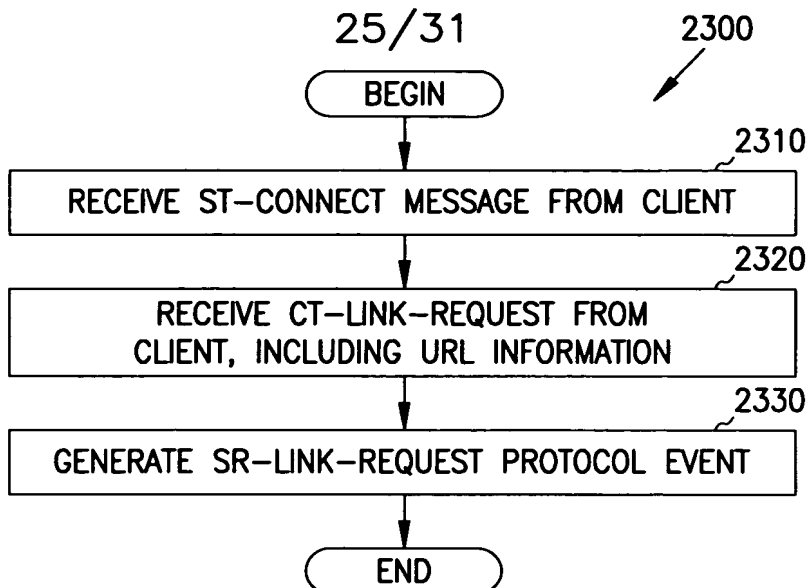 25/31
2300
BEGIN
2310
RECEIVE ST-CONNECT MESSAGE FROM CLIENT
2320
RECEIVE CT-LINK-REQUEST FROM
CLIENT, INCLUDING URL INFORMATION
2330
GENERATE SR-LINK-REQUEST PROTOCOL EVENT
END